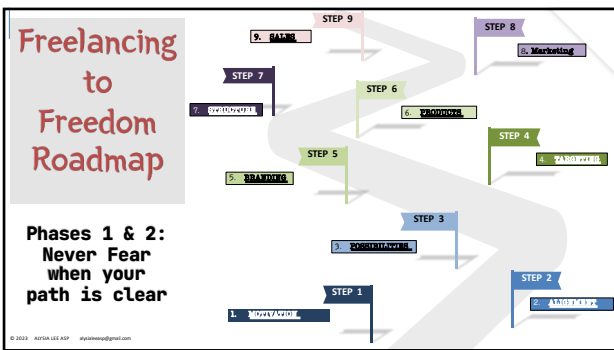 Freelancing
to
Freedom
Roadmap
Phases 1 & 2:
Never Fear
when your
path is clear
© 2023 ALYSIA LEE ASP alysialeeasp@gmail.com
STEP 9
9. SALES
STEP 8
8. Marketing
STEP 7
7. STRUCTURE
STEP 6
6. PRODUCTS
STEP 5
5. BRANDING
STEP 4
4. TARGETING
STEP 3
3. POSSIBILITIES
STEP 2
2. ALIGNMENT
STEP 1
1. MOTIVATION